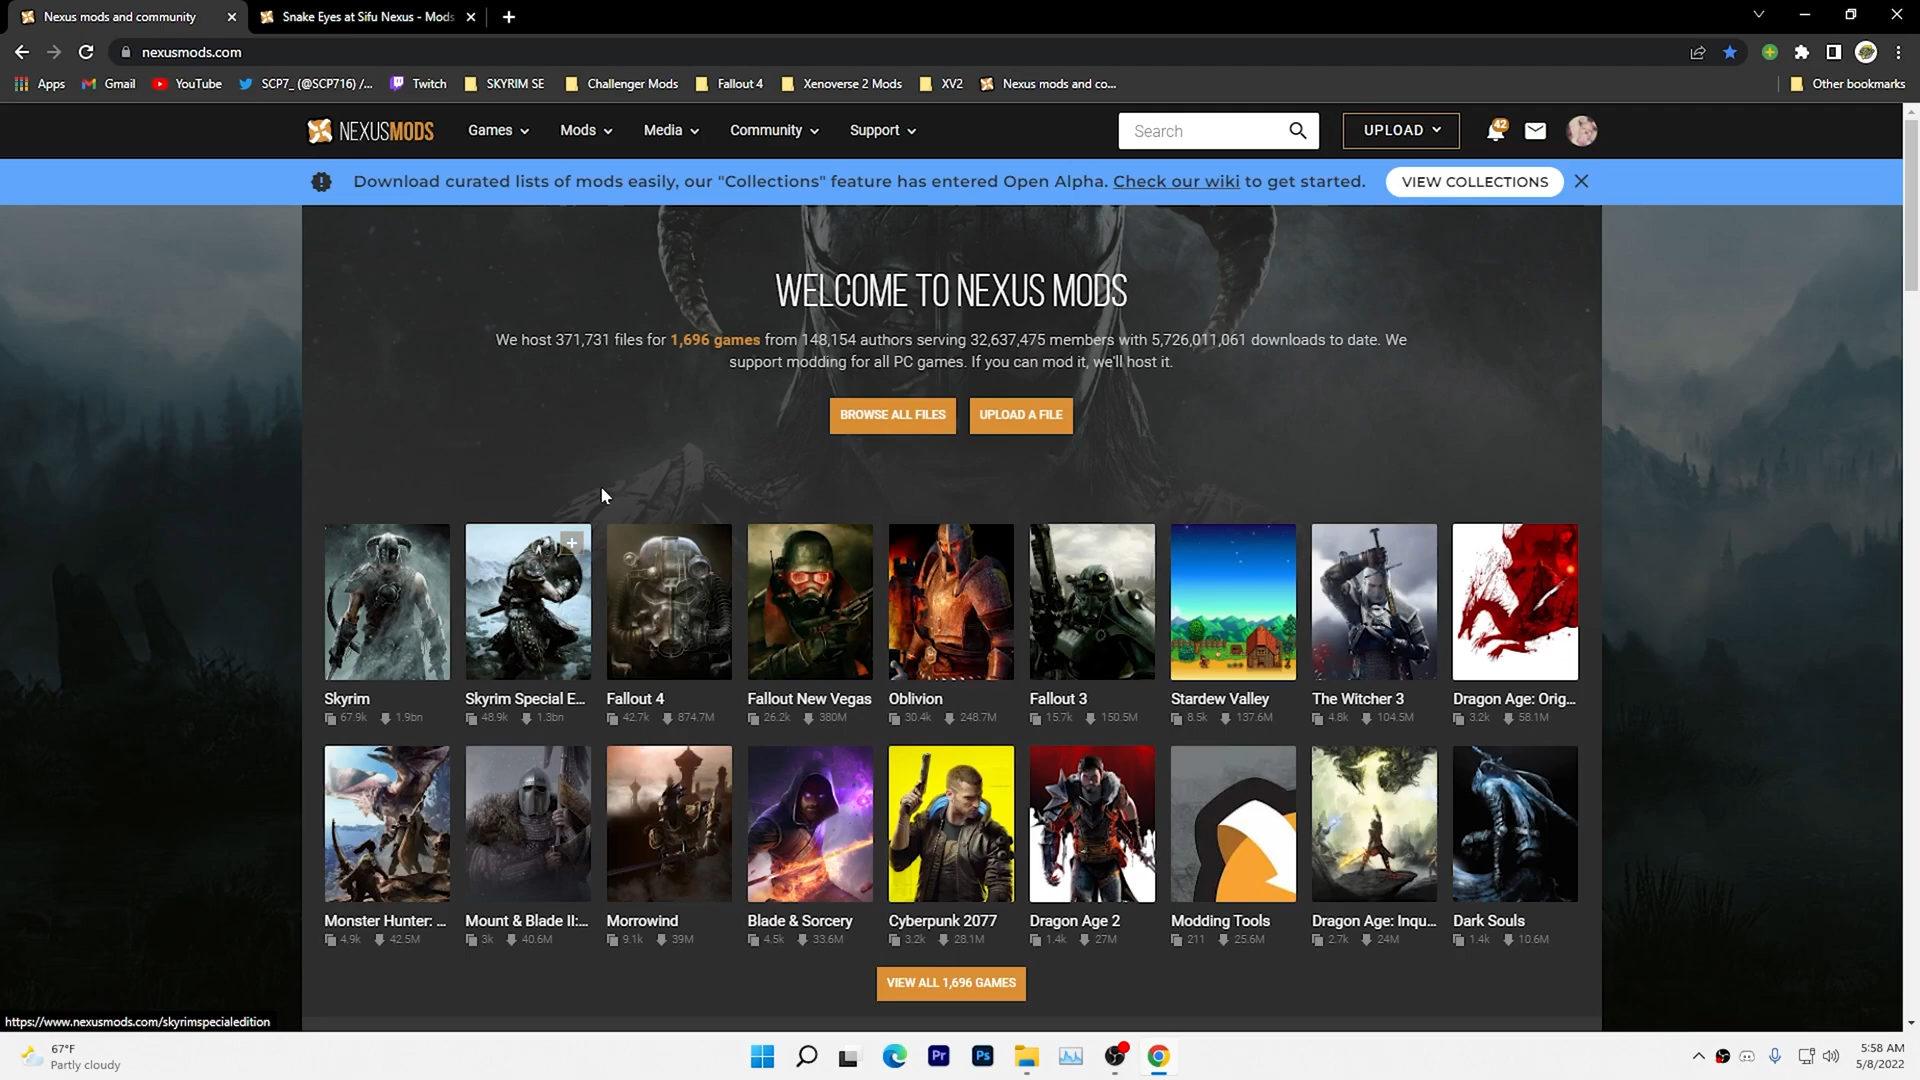 Nexus mods and community
Snake Eyes at Sifu Nexus - Mods
nexusmods.com
Apps
Gmail
YouTube
SCP7_ (@SCP716) /...
Twitch
SKYRIM SE
Challenger Mods
Fallout 4
Xenoverse 2 Mods
XV2
Nexus mods and co...
Other bookmarks
NEXUSMODS
Games
Mods
Media
Community
Support
Search
UPLOAD
42
Download curated lists of mods easily, our "Collections" feature has entered Open Alpha. Check our wiki to get started.
VIEW COLLECTIONS
WELCOME TO NEXUS MODS
We host 371,731 files for 1,696 games from 148,154 authors serving 32,637,475 members with 5,726,011,061 downloads to date. We
support modding for all PC games. If you can mod it, we'll host it.
BROWSE ALL FILES
UPLOAD A FILE
Skyrim
67.9k 1.9bn
Skyrim Special E...
48.9k 1.3bn
Fallout 4
42.7k 874.7M
Fallout New Vegas
26.2k 380M
Oblivion
30.4k 248.7M
Fallout 3
15.7k 150.5M
Stardew Valley
8.5k 137.6M
The Witcher 3
4.8k 104.5M
Dragon Age: Orig...
3.2k 58.1M
Monster Hunter: ...
4.9k 42.5M
Mount & Blade II:...
3k 40.6M
Morrowind
9.1k 39M
Blade & Sorcery
4.5k 33.6M
Cyberpunk 2077
3.2k 28.1M
Dragon Age 2
1.4k 27M
Modding Tools
211 25.6M
Dragon Age: Inqu...
2.7k 24M
Dark Souls
1.4k 10.6M
VIEW ALL 1,696 GAMES
https://www.nexusmods.com/skyrimspecialedition
67°F
Partly cloudy
Pr
Ps
5:58 AM
5/8/2022